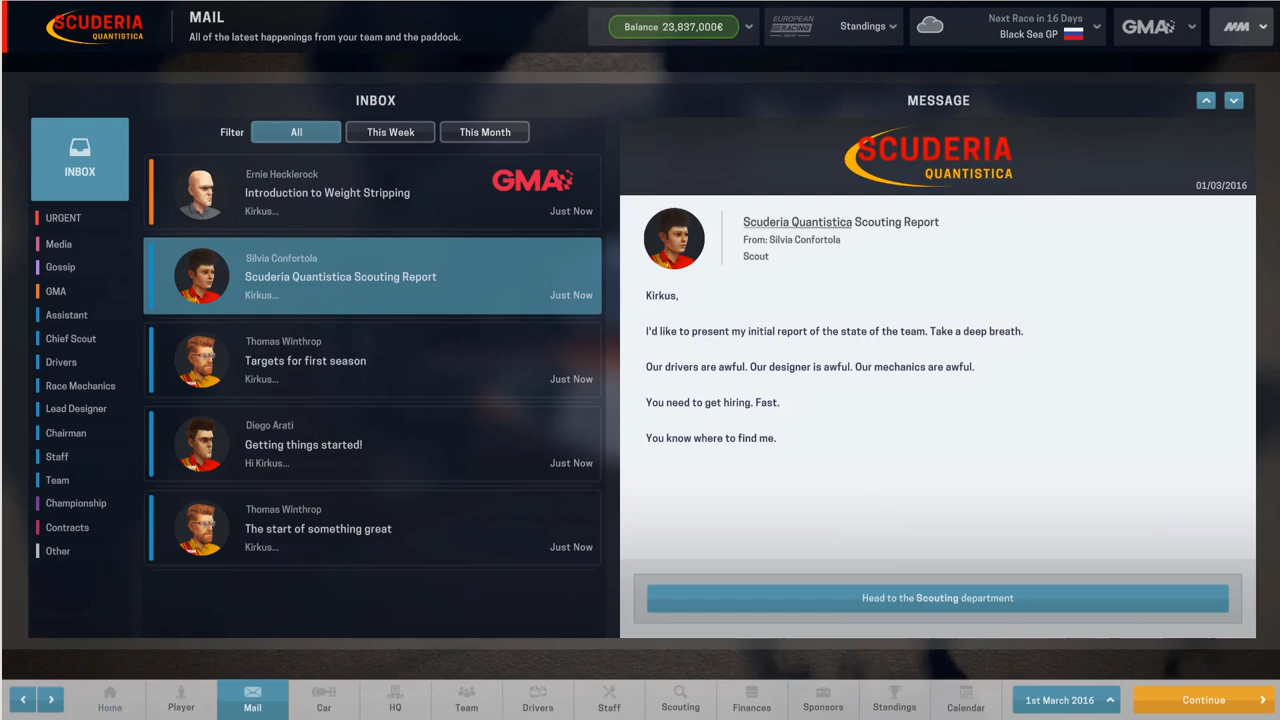 SCUDERIA
QUANTISTICA
MAIL
All of the latest happenings from your team and the paddock.
Balance 23,837,000€
EUROPEAN
RACING
Standings
Next Race in 16 Days
Black Sea GP
GMA
INBOX
INBOX
URGENT
Media
Gossip
GMA
Assistant
Chief Scout
Drivers
Race Mechanics
Lead Designer
Chairman
Staff
Team
Championship
Contracts
Other
Filter
All
This Week
This Month
Ernie Hecklerock
Introduction to Weight Stripping
Kirkus...
GMA
Just Now
Silvia Confortola
Scuderia Quantistica Scouting Report
Kirkus...
Just Now
Thomas Winthrop
Targets for first season
Kirkus...
Just Now
Diego Arati
Getting things started!
Hi Kirkus...
Just Now
Thomas Winthrop
The start of something great
Kirkus...
Just Now
MESSAGE
SCUDERIA
QUANTISTICA
01/03/2016
Scuderia Quantistica Scouting Report
From: Silvia Confortola
Scout
Kirkus,
I'd like to present my initial report of the state of the team. Take a deep breath.
Our drivers are awful. Our designer is awful. Our mechanics are awful.
You need to get hiring. Fast.
You know where to find me.
Head to the Scouting department
Home
Player
Mail
Car
HQ
Team
Drivers
Staff
Scouting
Finances
Sponsors
Standings
Calendar
1st March 2016
Continue